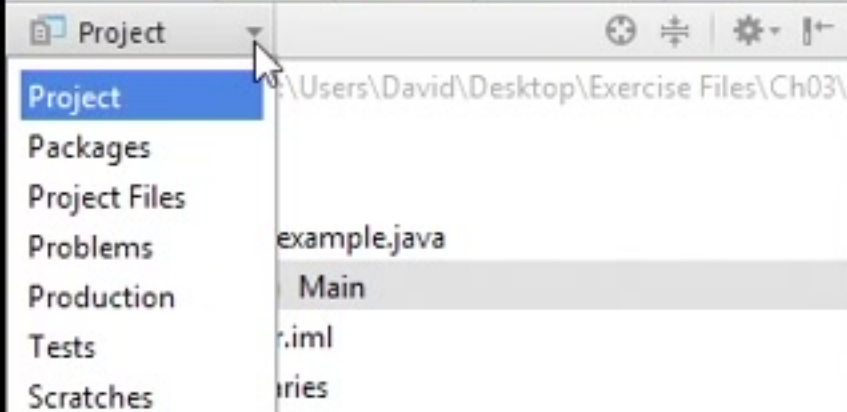 Project
Project
:\Users\David\Desktop\Exercise Files\Ch03\
Packages
Project Files
Problems
example.java
Production
Main
Tests
r.iml
Scratches
aries